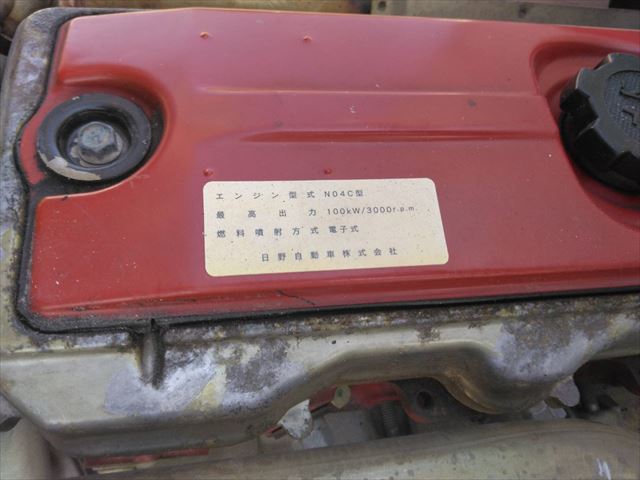 エンジン型式 N04C型
最高出力 100kW/3000r.p.m.
燃料噴射方式 電子式
日野自動車株式会社